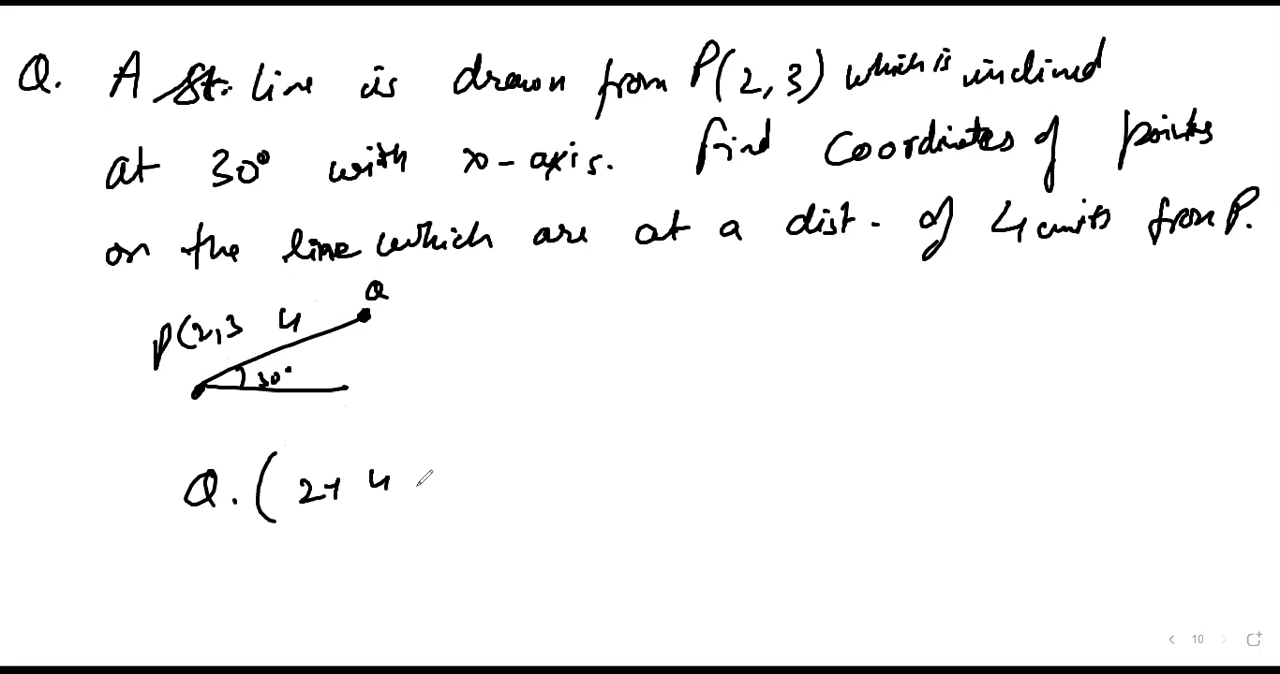 Q. A st. line is drawn from P(2,3) which is inclined
at 30° with x-axis. find coordinates of points
on the line which are at a dist. of 4 units from P.
Q
P(2,3 4
30°
Q. ( 2+ 4
10